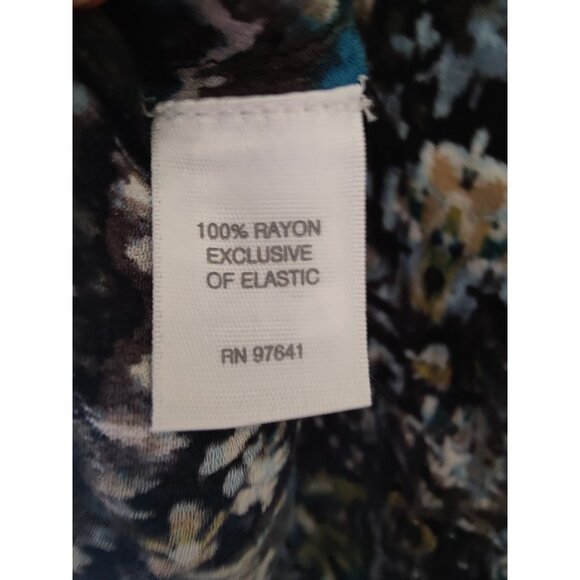 100% RAYON
EXCLUSIVE
OF ELASTIC
RN 97641